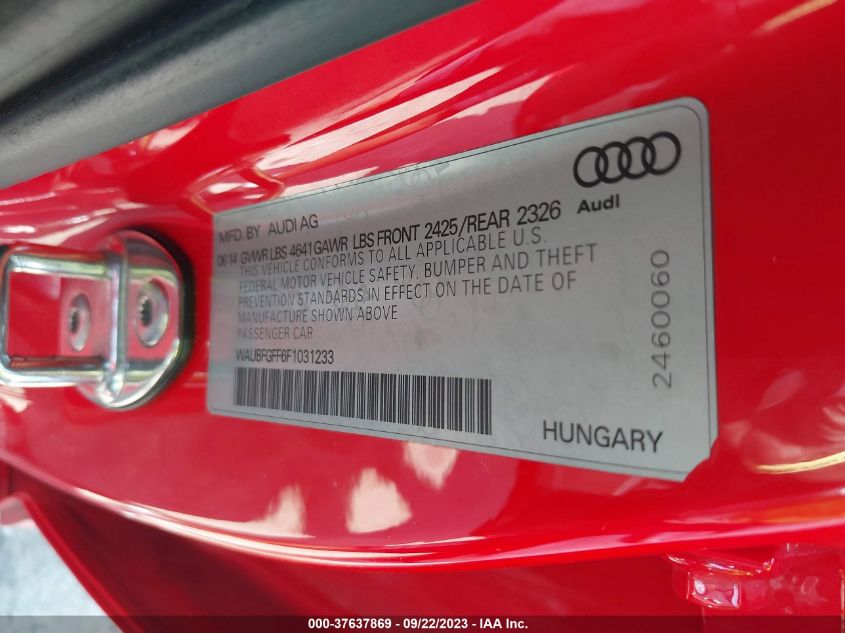 MFD. BY AUDI AG
0614 GVWR LBS 4641 GAWR LBS FRONT 2425/REAR 2326
THIS VEHICLE CONFORMS TO ALL APPLICABLE U.S.
FEDERAL MOTOR VEHICLE SAFETY, BUMPER AND THEFT
PREVENTION STANDARDS IN EFFECT ON THE DATE OF
MANUFACTURE SHOWN ABOVE
PASSENGER CAR
WAUBFGFF6F1031233
Audi
2460060
HUNGARY
000-37637869 - 09/22/2023 - IAA Inc.